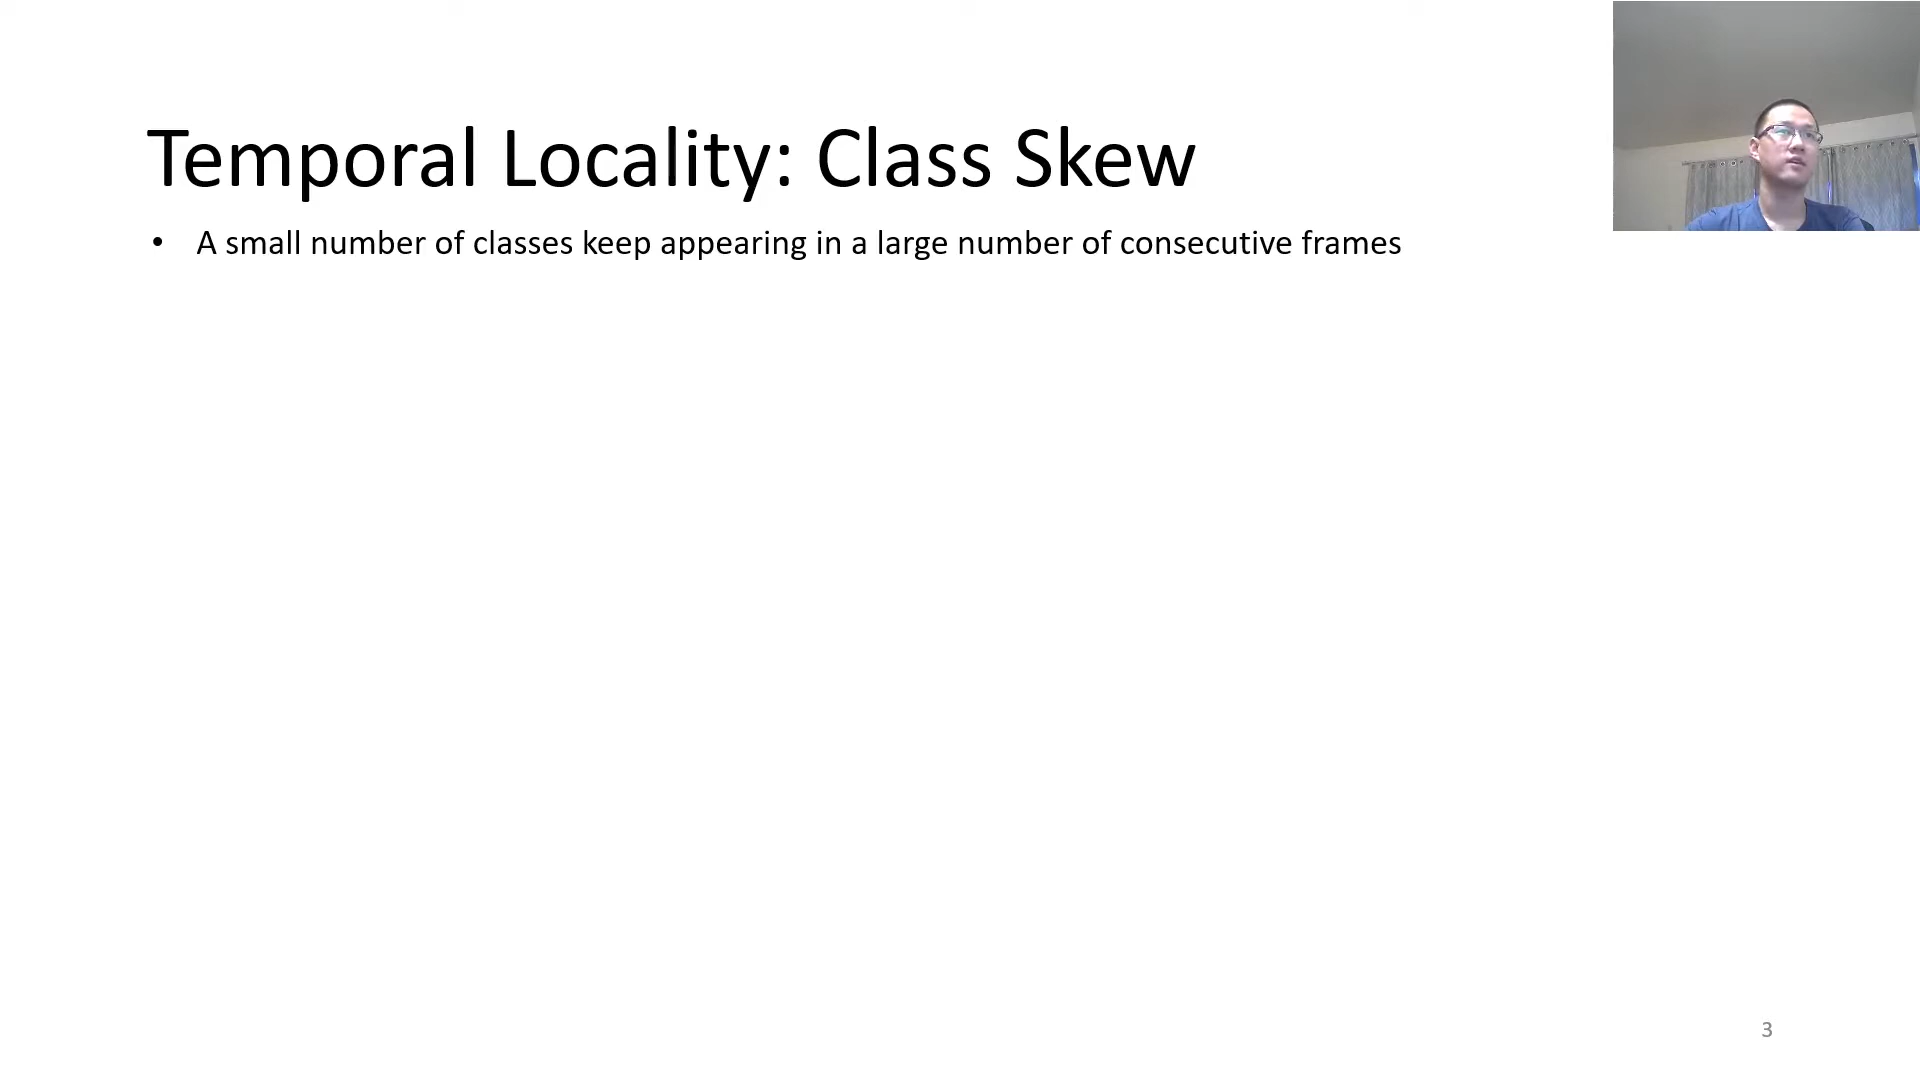 Temporal Locality: Class Skew
• A small number of classes keep appearing in a large number of consecutive frames
3